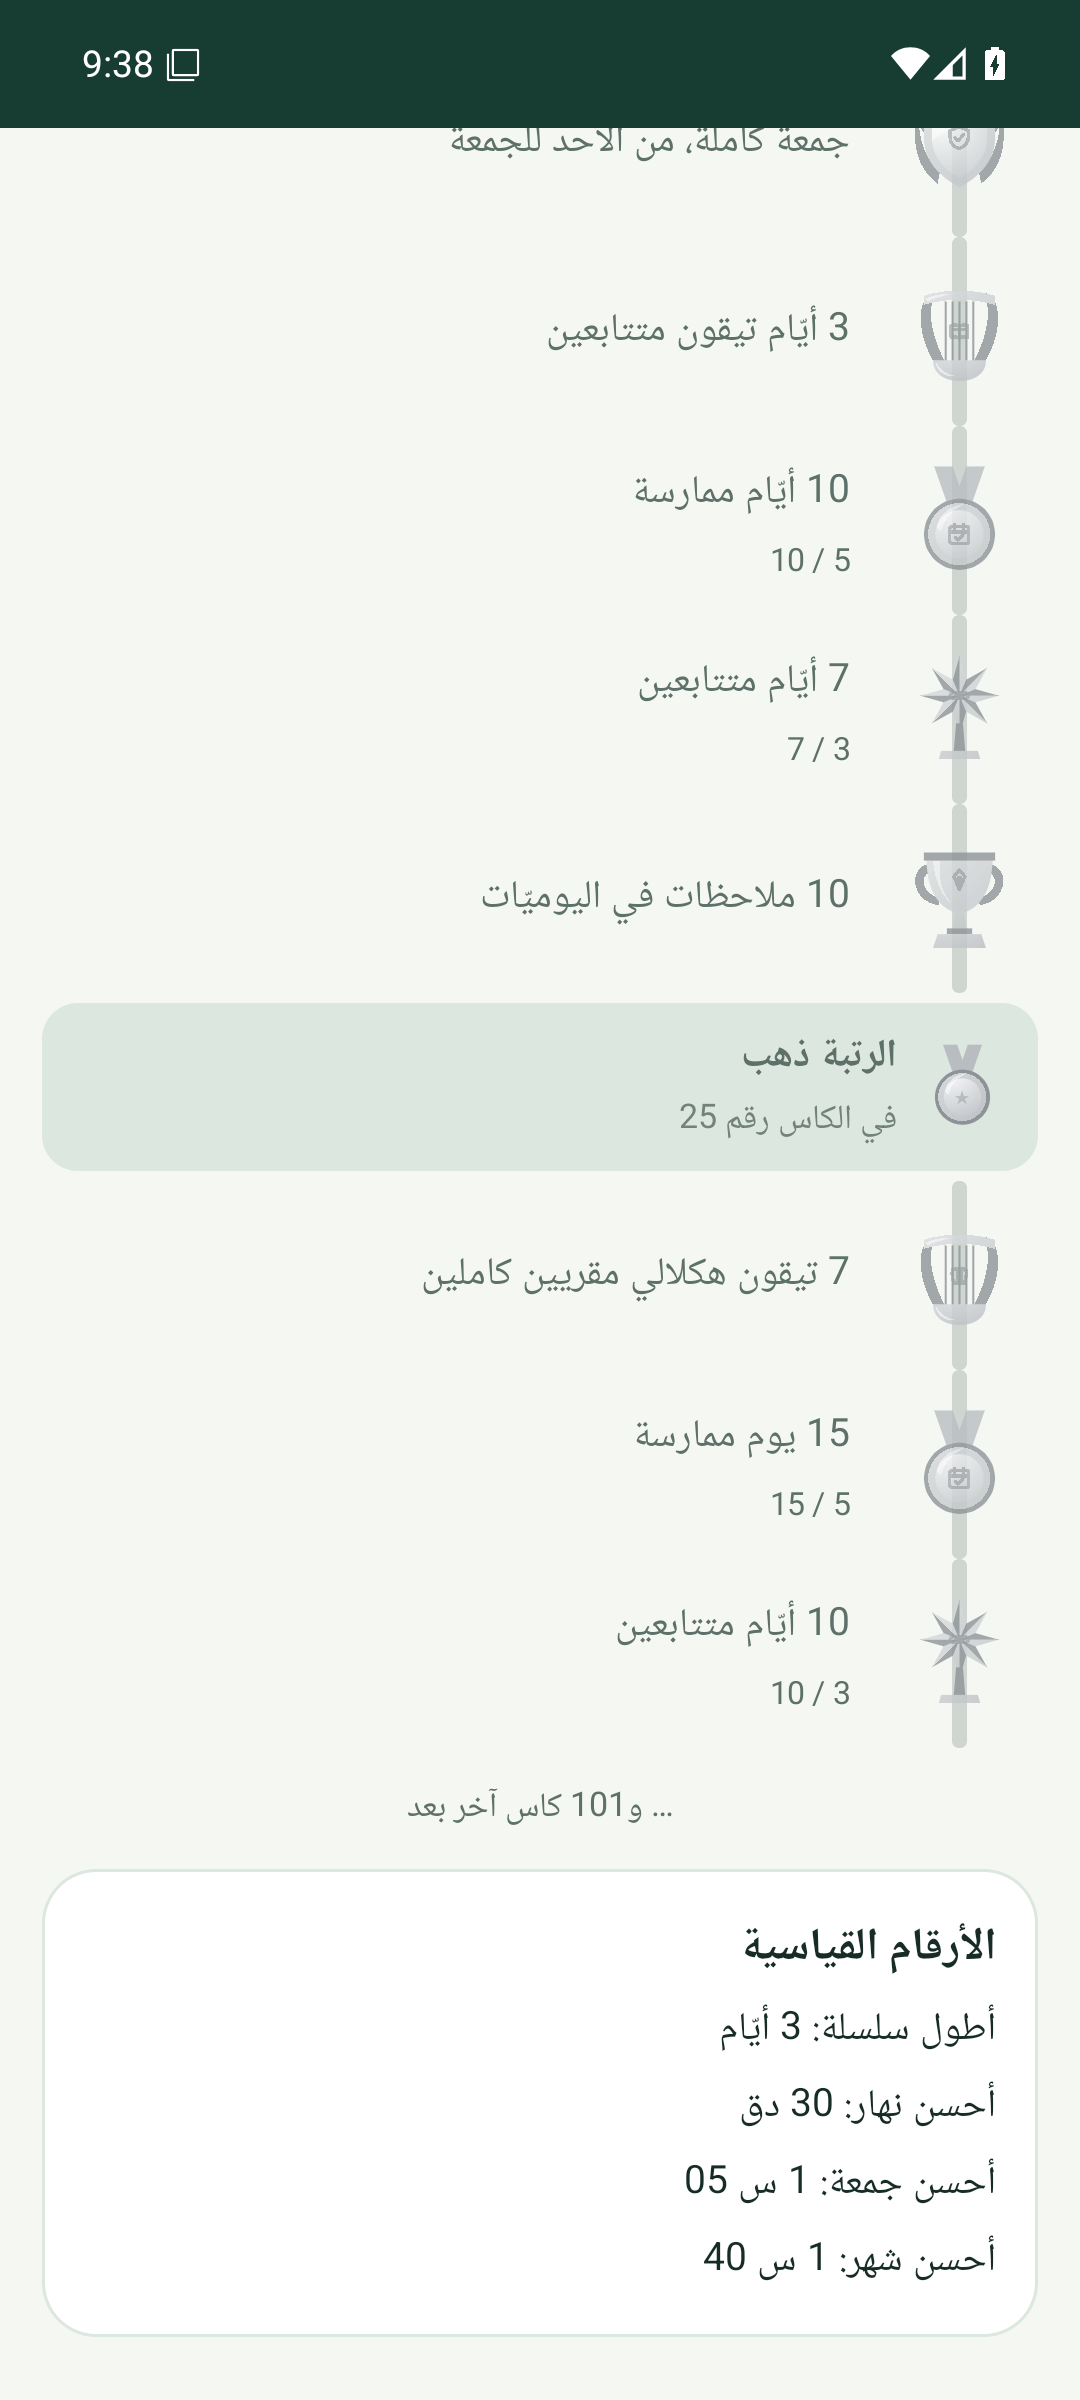 9:38
جمعة كاملة، من الأحد للجمعة
3 أيّام تيقون متتابعين
10 أيّام ممارسة
5 / 10
7 أيّام متتابعين
3 / 7
10 ملاحظات في اليوميّات
الرتبة ذهب
في الكاس رقم 25
7 تيقون هكلالي مقريين كاملين
15 يوم ممارسة
5 / 15
10 أيّام متتابعين
3 / 10
... و101 كاس آخر بعد
الأرقام القياسية
أطول سلسلة: 3 أيّام
أحسن نهار: 30 دق
أحسن جمعة: 1 س 05
أحسن شهر: 1 س 40